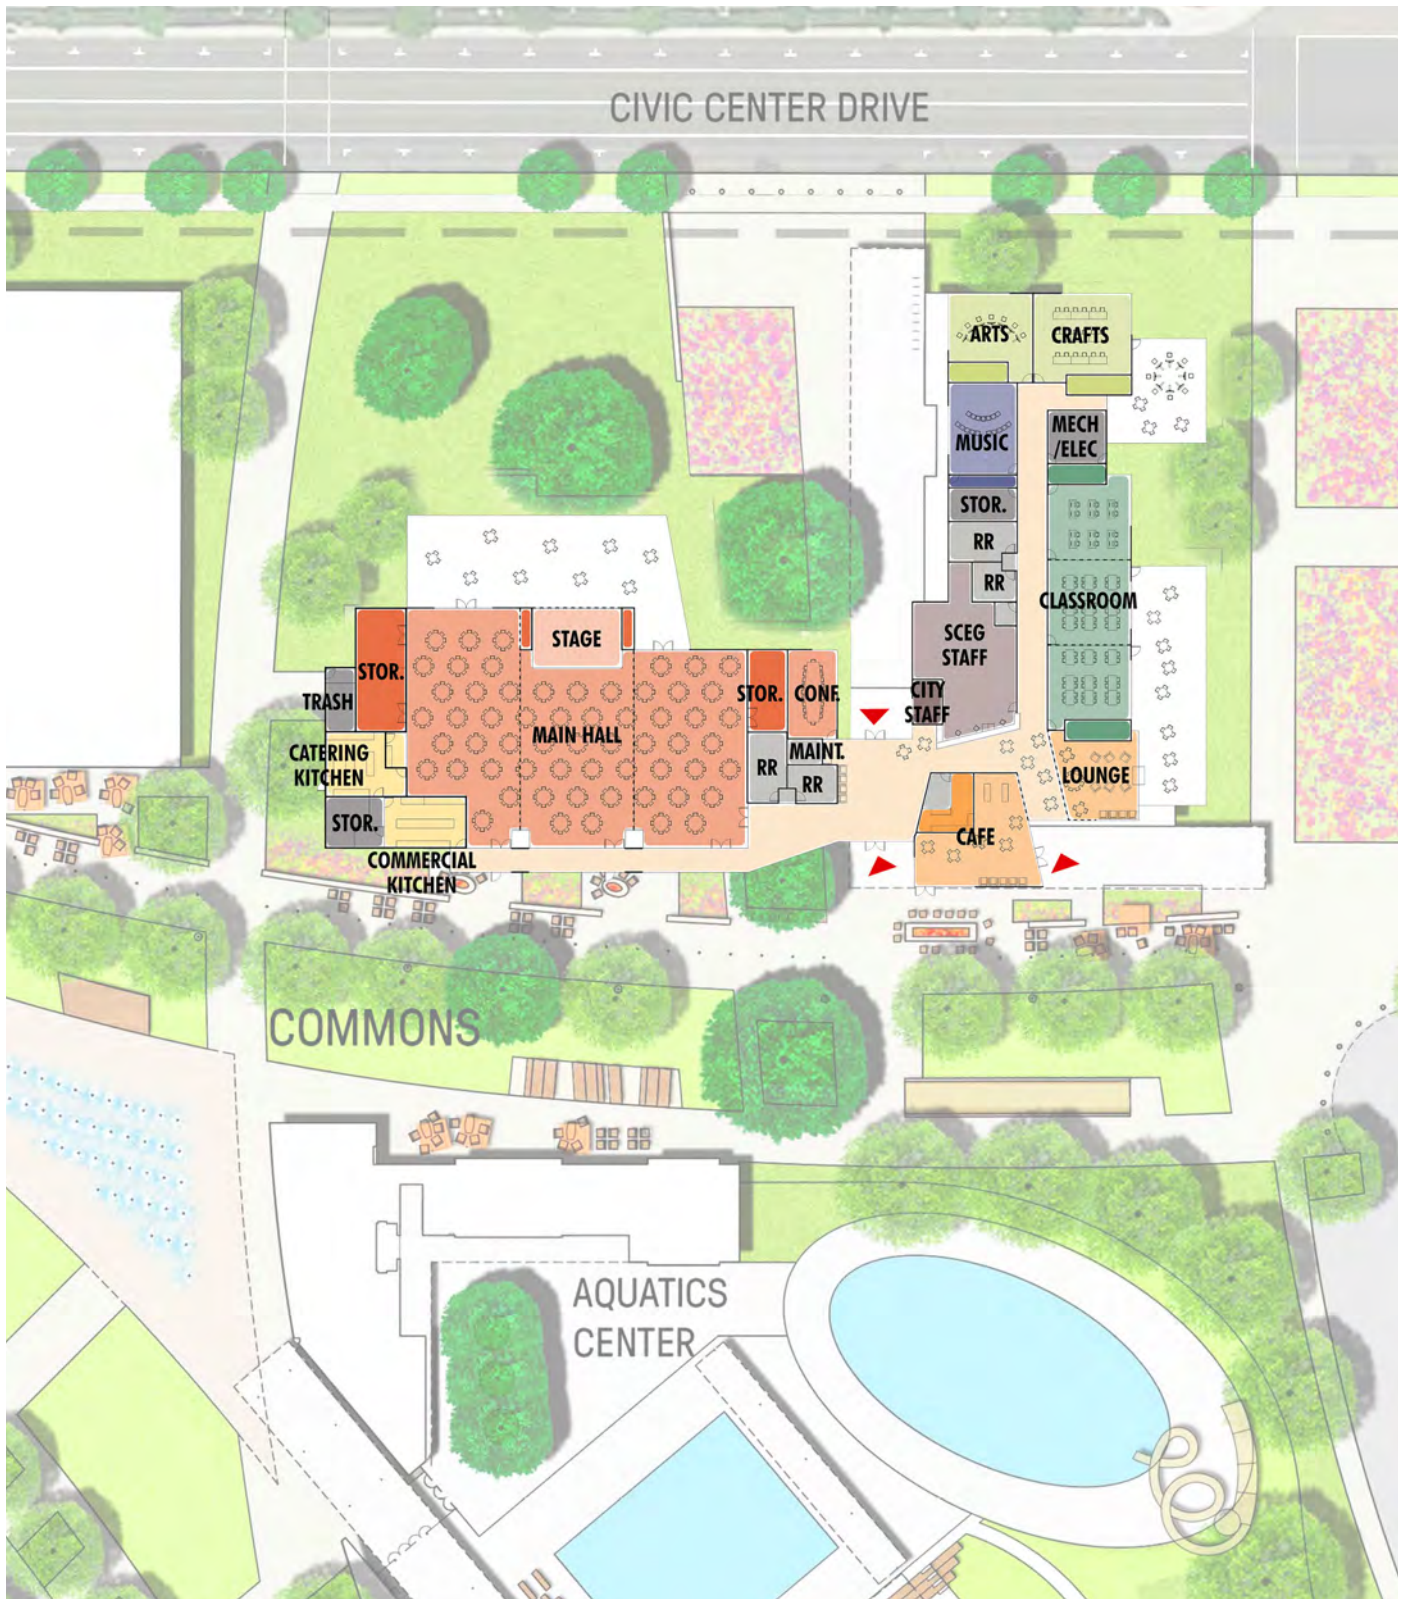 CIVIC CENTER DRIVE
ARTS
CRAFTS
MUSIC
MECH
/ELEC
STOR.
RR
RR
CLASSROOM
SCEG
STAFF
CITY
STAFF
STAGE
STOR.
TRASH
MAIN HALL
STOR.
CONF.
MAINT.
RR
RR
CATERING
KITCHEN
STOR.
COMMERCIAL
KITCHEN
LOUNGE
CAFE
COMMONS
AQUATICS
CENTER